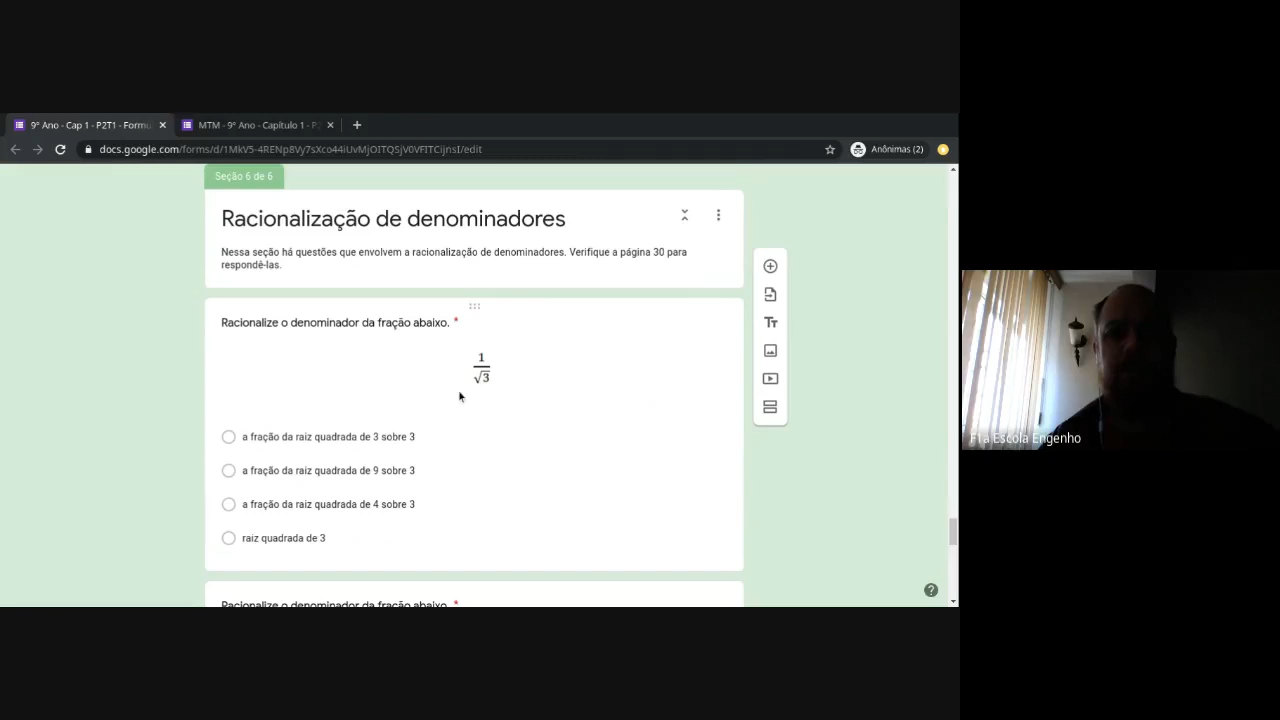 9º Ano - Cap 1 - P2T1 - Formu
MTM - 9º Ano - Capítulo 1 - P
docs.google.com/forms/d/1MkV5-4RENp8Vy7sXco44iUvMjOITQSjV0VFITCijnsI/edit
Anônimas (2)
Seção 6 de 6
Racionalização de denominadores
Nessa seção há questões que envolvem a racionalização de denominadores. Verifique a página 30 para
respondê-las.
Racionalize o denominador da fração abaixo. *
1
√3
a fração da raiz quadrada de 3 sobre 3
a fração da raiz quadrada de 9 sobre 3
a fração da raiz quadrada de 4 sobre 3
raiz quadrada de 3
Racionalize o denominador da fração abaixo. *
F1a Escola Engenho